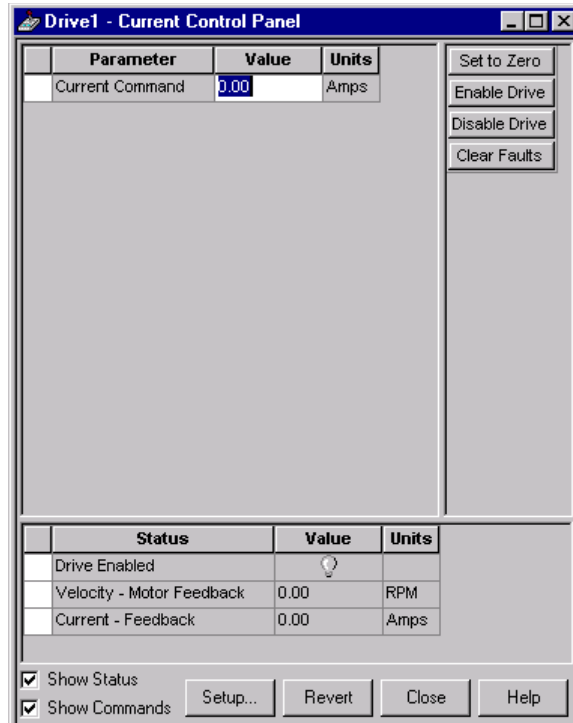 Drive1 - Current Control Panel
Parameter Value Units
Current Command 0.00 Amps
Set to Zero
Enable Drive
Disable Drive
Clear Faults
Status Value Units
Drive Enabled
Velocity - Motor Feedback 0.00 RPM
Current - Feedback 0.00 Amps
Show Status
Show Commands
Setup... Revert Close Help